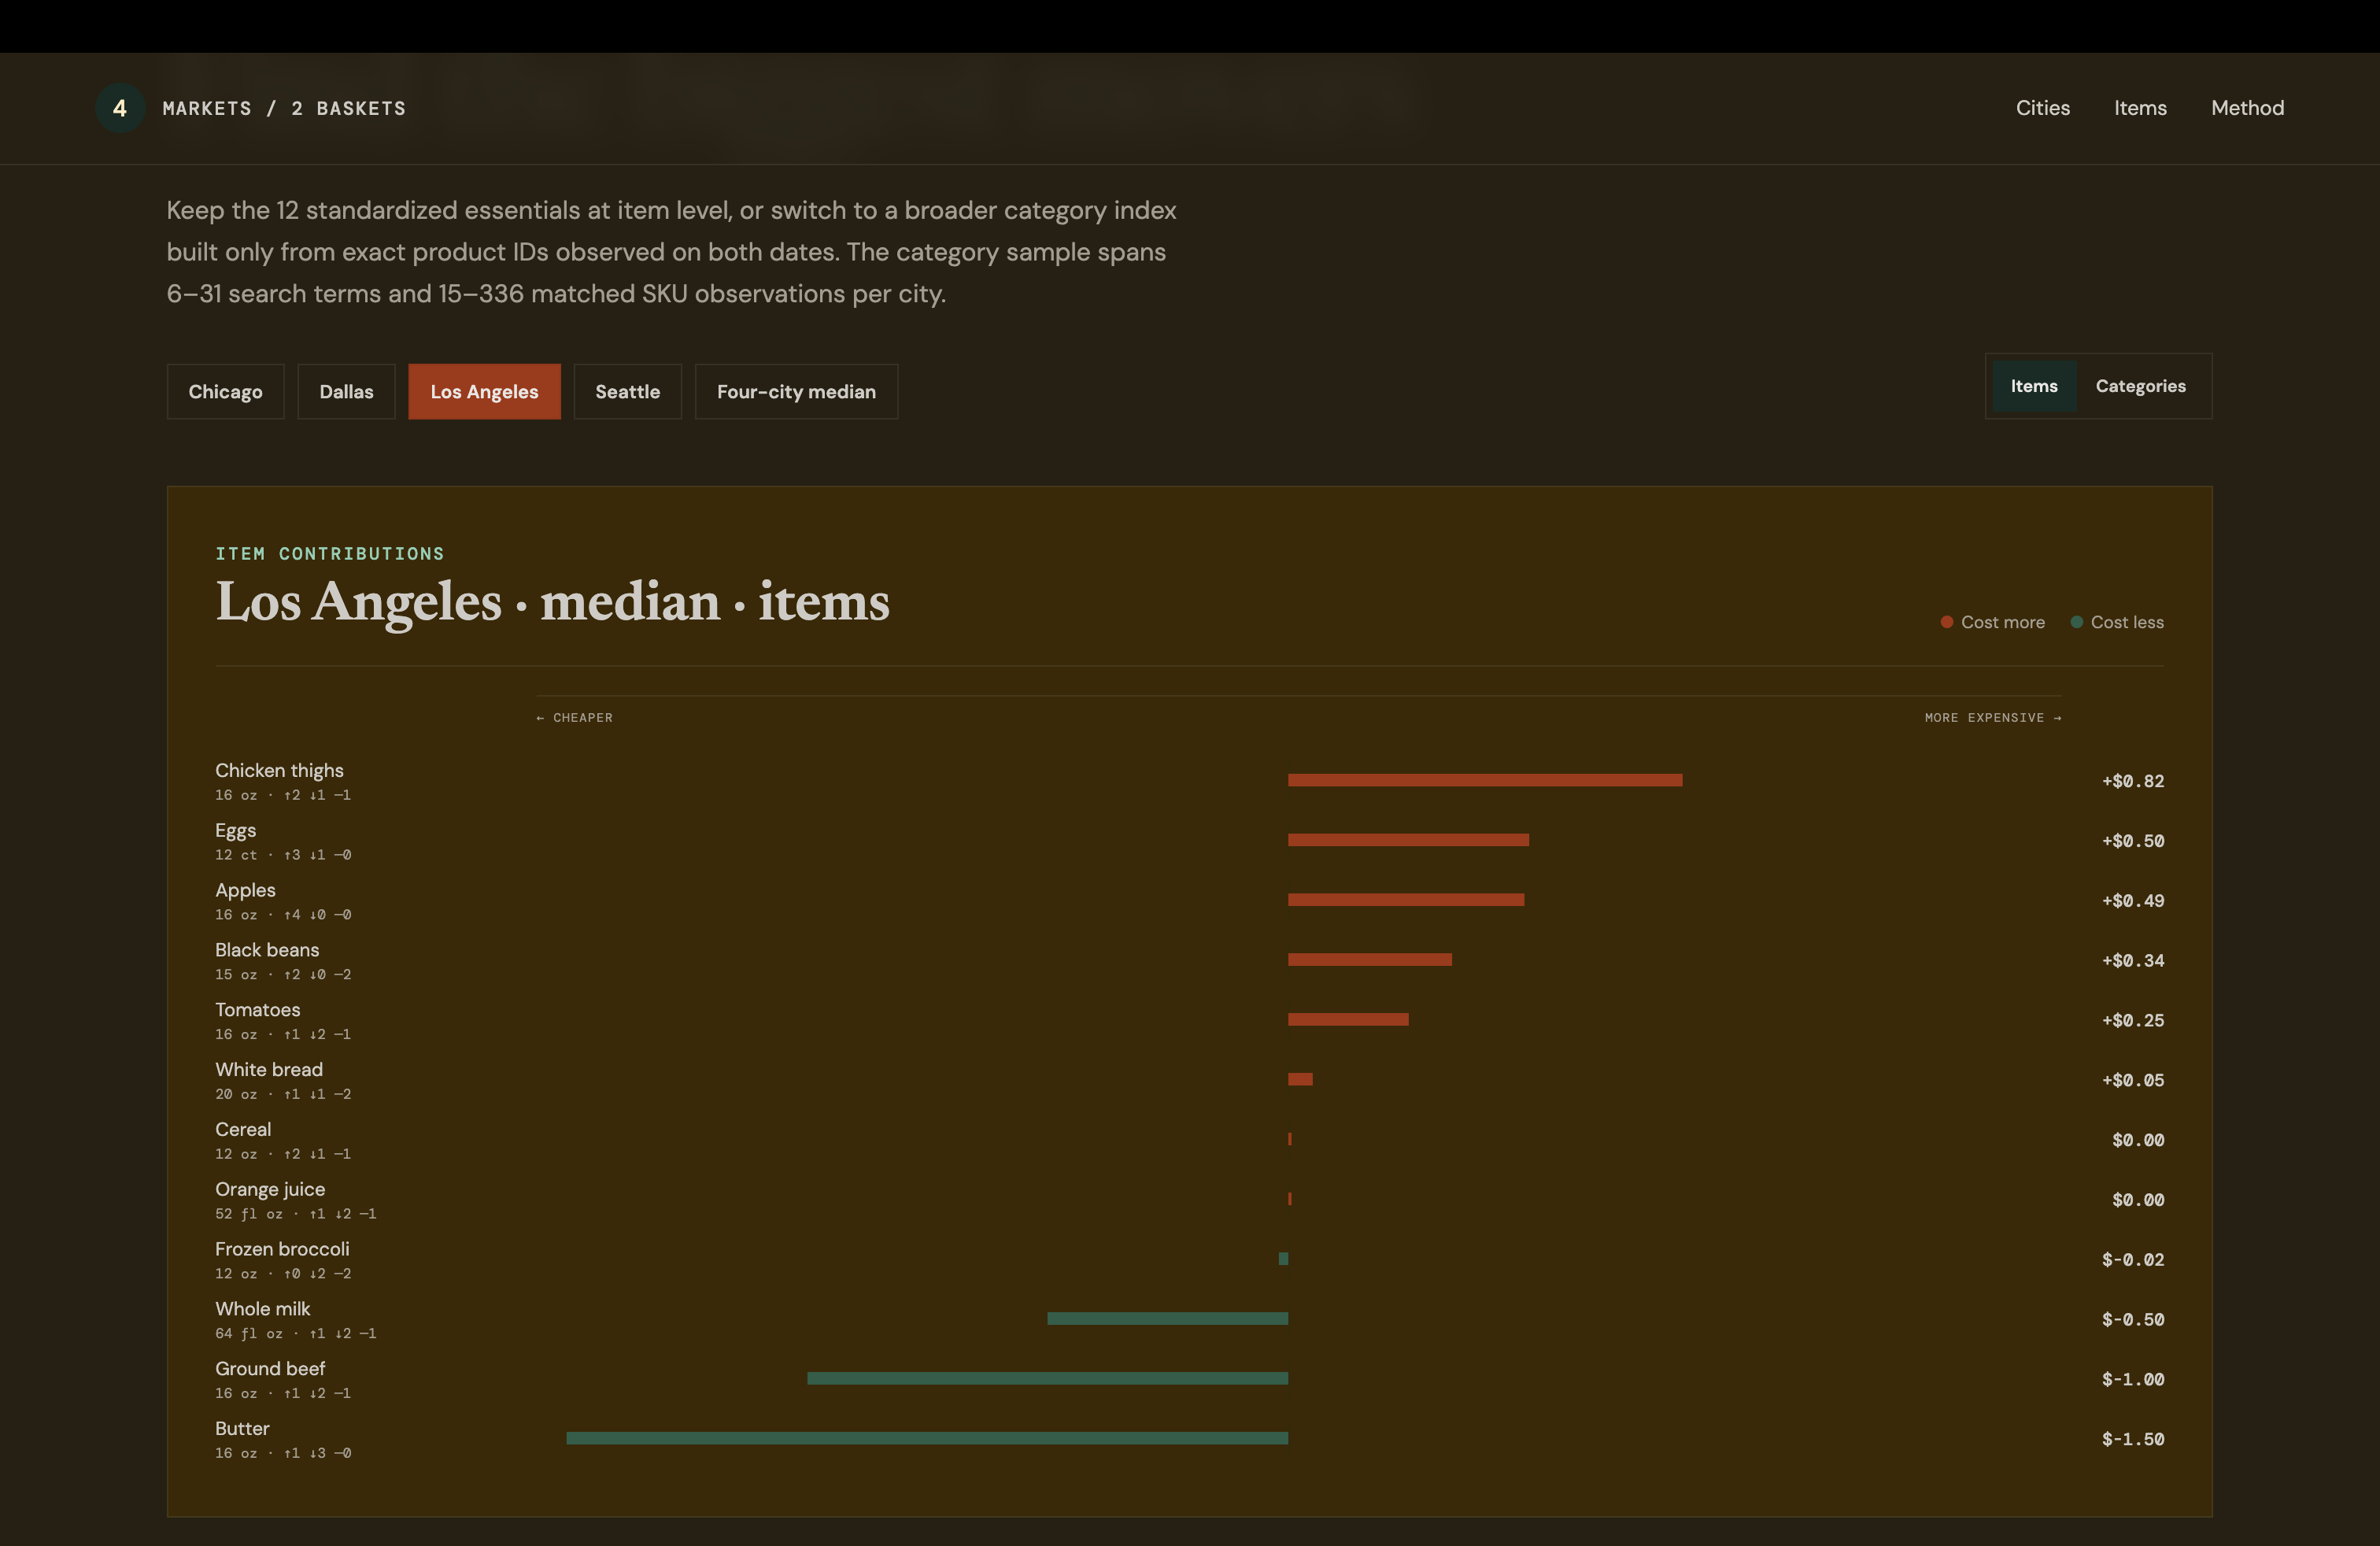 4 MARKETS / 2 BASKETS
Cities Items Method
Keep the 12 standardized essentials at item level, or switch to a broader category index
built only from exact product IDs observed on both dates. The category sample spans
6–31 search terms and 15–336 matched SKU observations per city.
Chicago Dallas Los Angeles Seattle Four-city median
Items Categories
ITEM CONTRIBUTIONS
Los Angeles · median · items
Cost more Cost less
← CHEAPER MORE EXPENSIVE →
Chicken thighs
16 oz · ↑2 ↓1 —1
+$0.82
Eggs
12 ct · ↑3 ↓1 —0
+$0.50
Apples
16 oz · ↑4 ↓0 —0
+$0.49
Black beans
15 oz · ↑2 ↓0 —2
+$0.34
Tomatoes
16 oz · ↑1 ↓2 —1
+$0.25
White bread
20 oz · ↑1 ↓1 —2
+$0.05
Cereal
12 oz · ↑2 ↓1 —1
$0.00
Orange juice
52 fl oz · ↑1 ↓2 —1
$0.00
Frozen broccoli
12 oz · ↑0 ↓2 —2
$-0.02
Whole milk
64 fl oz · ↑1 ↓2 —1
$-0.50
Ground beef
16 oz · ↑1 ↓2 —1
$-1.00
Butter
16 oz · ↑1 ↓3 —0
$-1.50